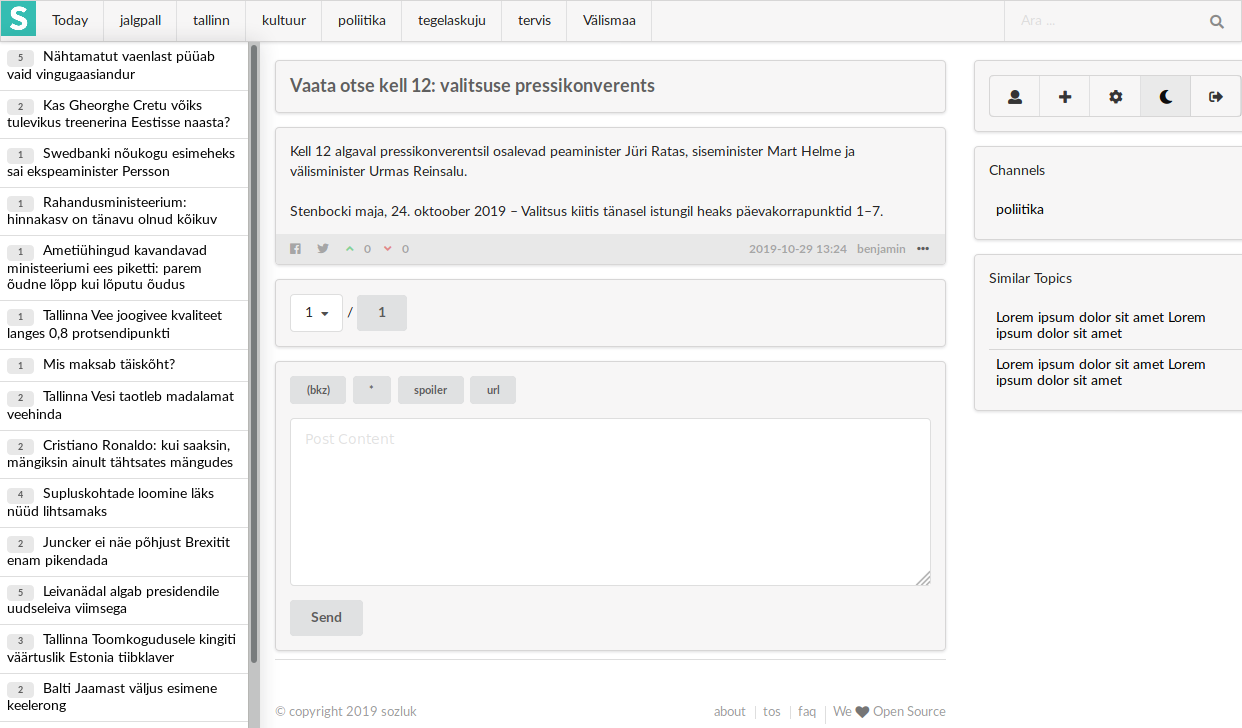 S Today jalgpall tallinn kultuur poliitika tegelaskuju tervis Välismaa Ara ...
5 Nähtamatut vaenlast püüab
vaid vingugaasiandur
2 Kas Gheorghe Cretu võiks
tulevikus treenerina Eestisse naasta?
1 Swedbanki nõukogu esimeheks
sai ekspeaminister Persson
1 Rahandusministeerium:
hinnakasv on tänavu olnud kõikuv
1 Ametiühingud kavandavad
ministeeriumi ees piketti: parem
õudne lõpp kui lõputu õudus
1 Tallinna Vee joogivee kvaliteet
langes 0,8 protsendipunkti
1 Mis maksab täiskõht?
2 Tallinna Vesi taotleb madalamat
veehinda
2 Cristiano Ronaldo: kui saaksin,
mängiksin ainult tähtsates mängudes
4 Supluskohtade loomine läks
nüüd lihtsamaks
2 Juncker ei näe põhjust Brexitit
enam pikendada
5 Leivanädal algab presidendile
uudseleiva viimsega
3 Tallinna Toomkogudusele kingiti
väärtuslik Estonia tiibklaver
2 Balti Jaamast väljus esimene
keelerong
Vaata otse kell 12: valitsuse pressikonverents
Kell 12 algaval pressikonverentsil osalevad peaminister Jüri Ratas, siseminister Mart Helme ja
välisminister Urmas Reinsalu.
Stenbocki maja, 24. oktoober 2019 – Valitsus kiitis tänasel istungil heaks päevakorrapunktid 1–7.
0 0 2019-10-29 13:24 benjamin •••
1 / 1
(bkz) * spoiler url
Post Content
Send
© copyright 2019 sozluk about tos faq We Open Source
Channels
poliitika
Similar Topics
Lorem ipsum dolor sit amet Lorem
ipsum dolor sit amet
Lorem ipsum dolor sit amet Lorem
ipsum dolor sit amet